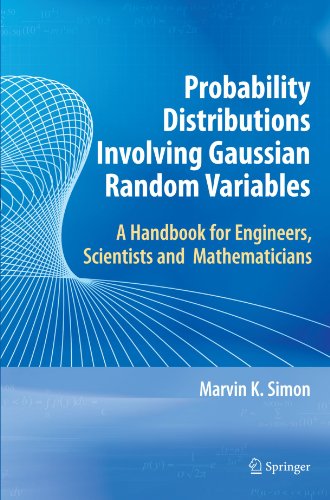 Probability
Distributions
Involving Gaussian
Random Variables
A Handbook for Engineers,
Scientists and Mathematicians
Marvin K. Simon
Springer